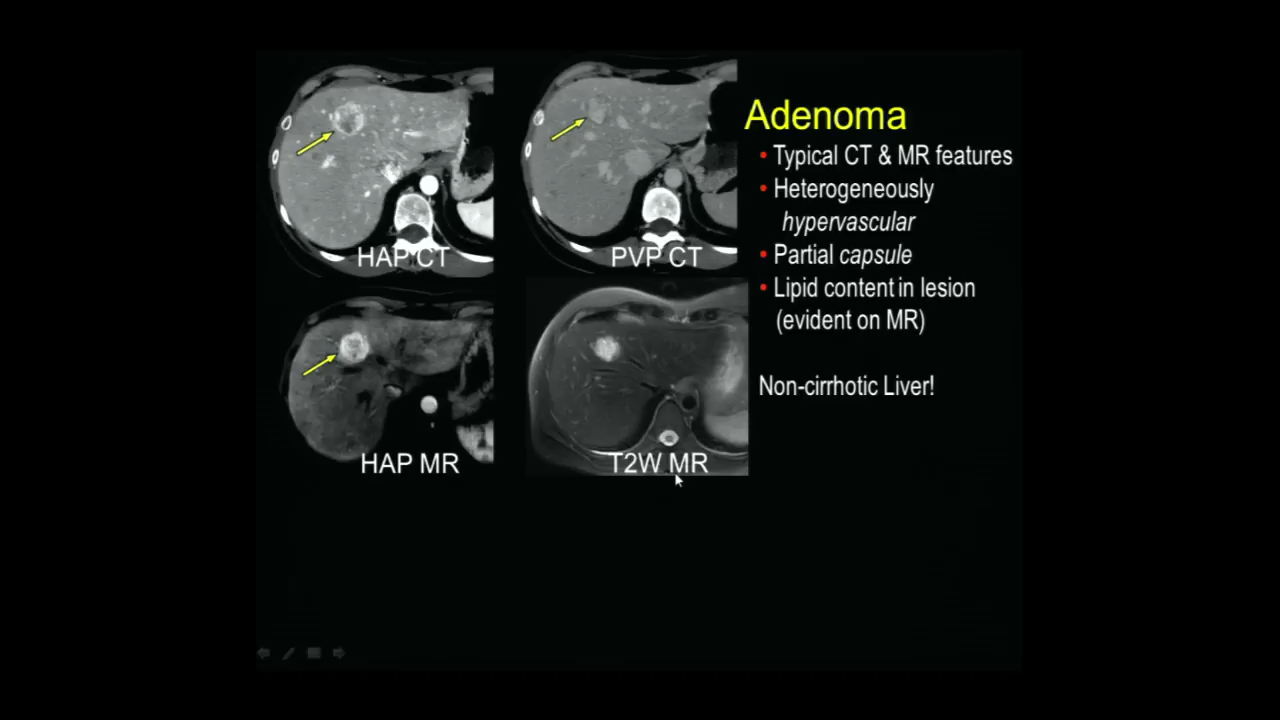 Adenoma
• Typical CT & MR features
• Heterogeneously
hypervascular
• Partial capsule
• Lipid content in lesion
(evident on MR)
Non-cirrhotic Liver!
HAP CT
PVP CT
HAP MR
T2W MR